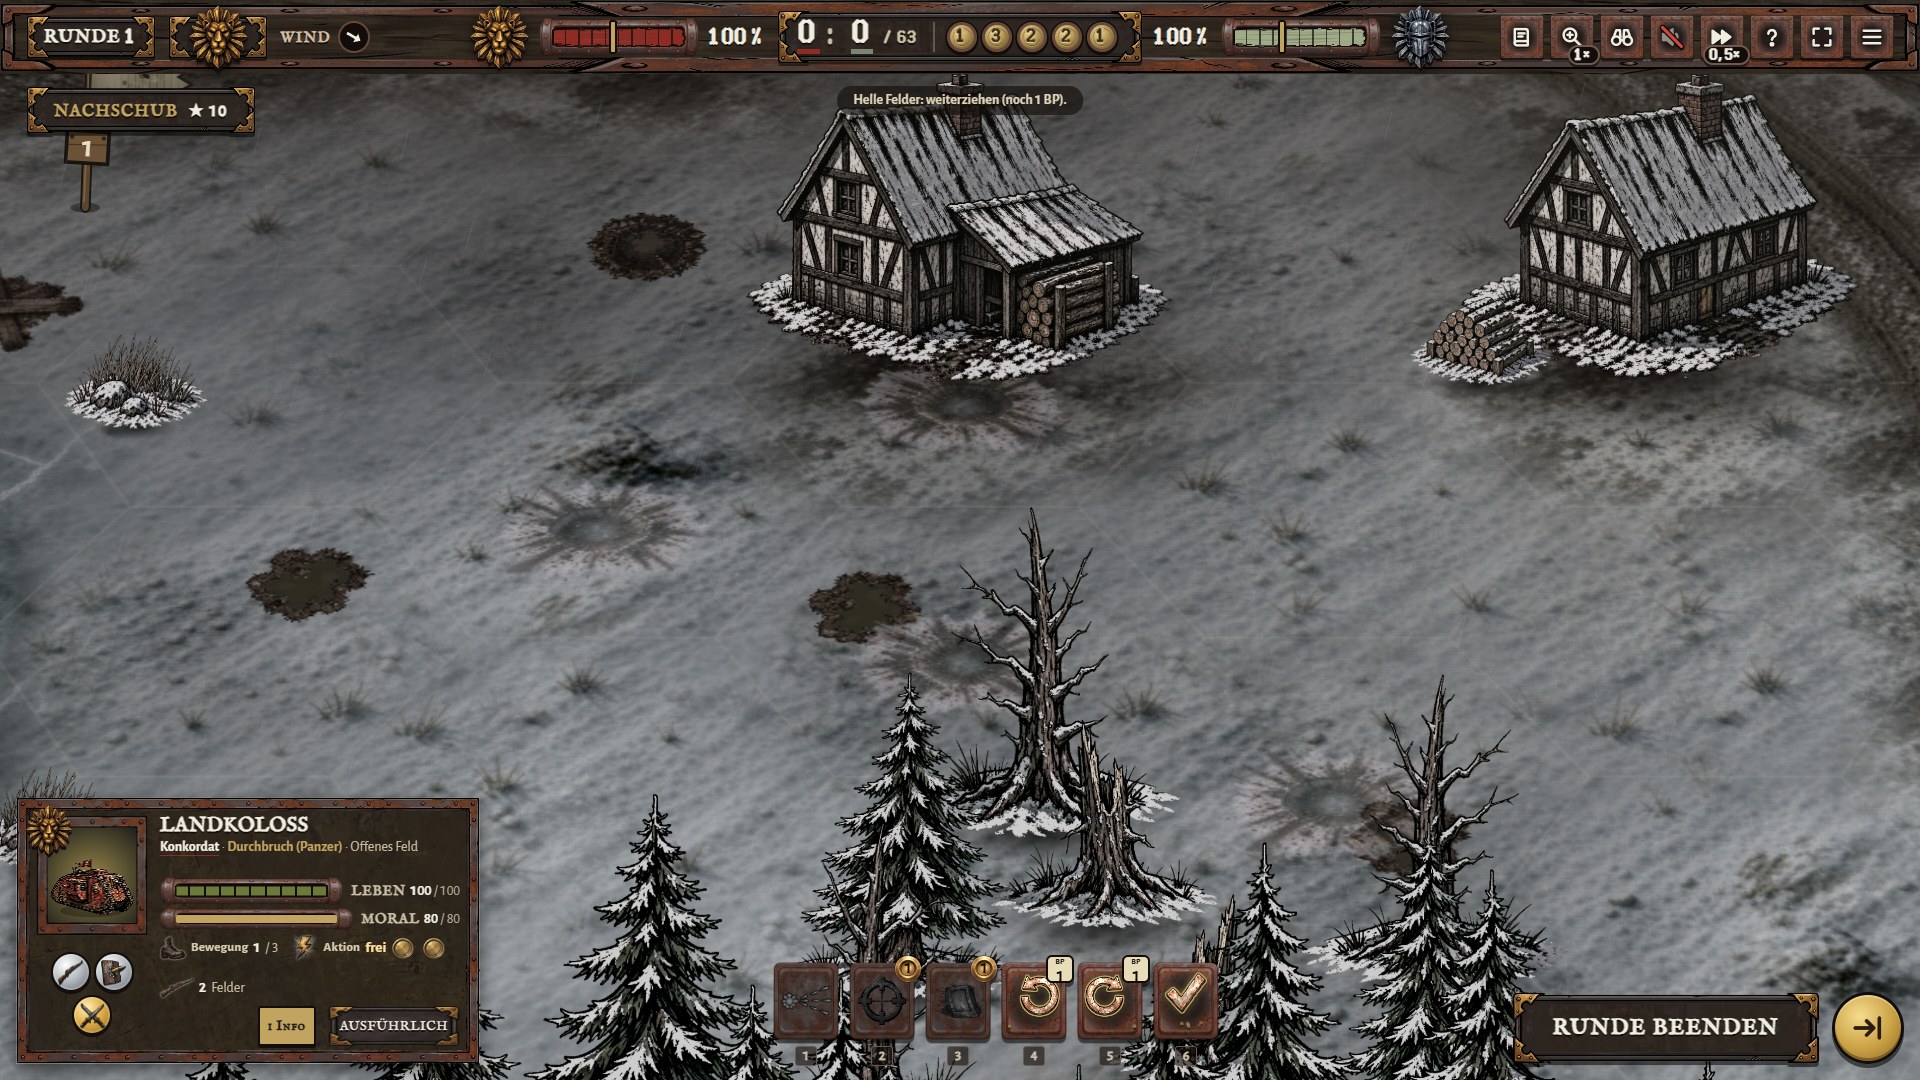 RUNDE 1
WIND
100 %
0 : 0 / 63
1 3 2 2 1
100 %
1×
0,5×
?
NACHSCHUB ★ 10
Helle Felder: weiterziehen (noch 1 BP).
1
LANDKOLOSS
Konkordat · Durchbruch (Panzer) · Offenes Feld
LEBEN 100 / 100
MORAL 80 / 80
Bewegung 1 / 3 Aktion frei
2 Felder
1 INFO
AUSFÜHRLICH
1 1 BP 1 BP 1
1 2 3 4 5 6
RUNDE BEENDEN